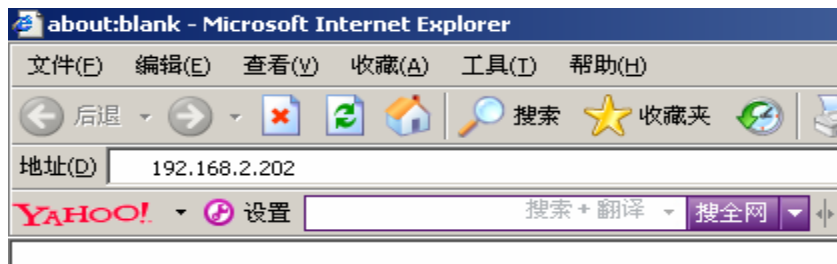 about:blank - Microsoft Internet Explorer
文件(F) 编辑(E) 查看(V) 收藏(A) 工具(T) 帮助(H)
后退 搜索 收藏夹
地址(D) 192.168.2.202
YAHOO! 设置 搜索+翻译 搜全网